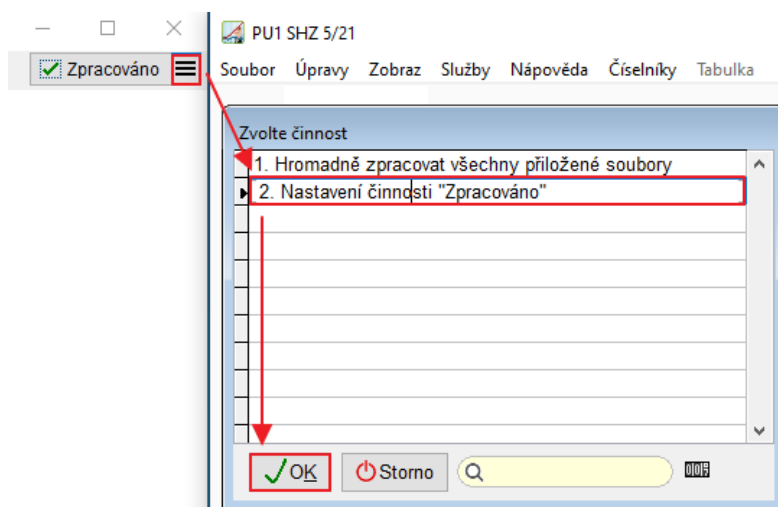 PU1 SHZ 5/21
Zpracováno
Soubor Úpravy Zobraz Služby Nápověda Číselníky Tabulka
Zvolte činnost
1. Hromadně zpracovat všechny přiložené soubory
2. Nastavení činnosti "Zpracováno"
OK
Storno